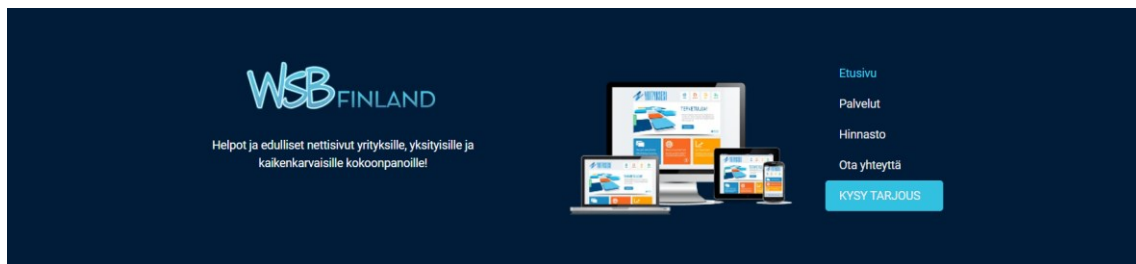 WSB FINLAND
Helpot ja edulliset nettisivut yrityksille, yksityisille ja
kaikenkarvaisille kokoonpanoille!
Etusivu
Palvelut
Hinnasto
Ota yhteyttä
KYSY TARJOUS